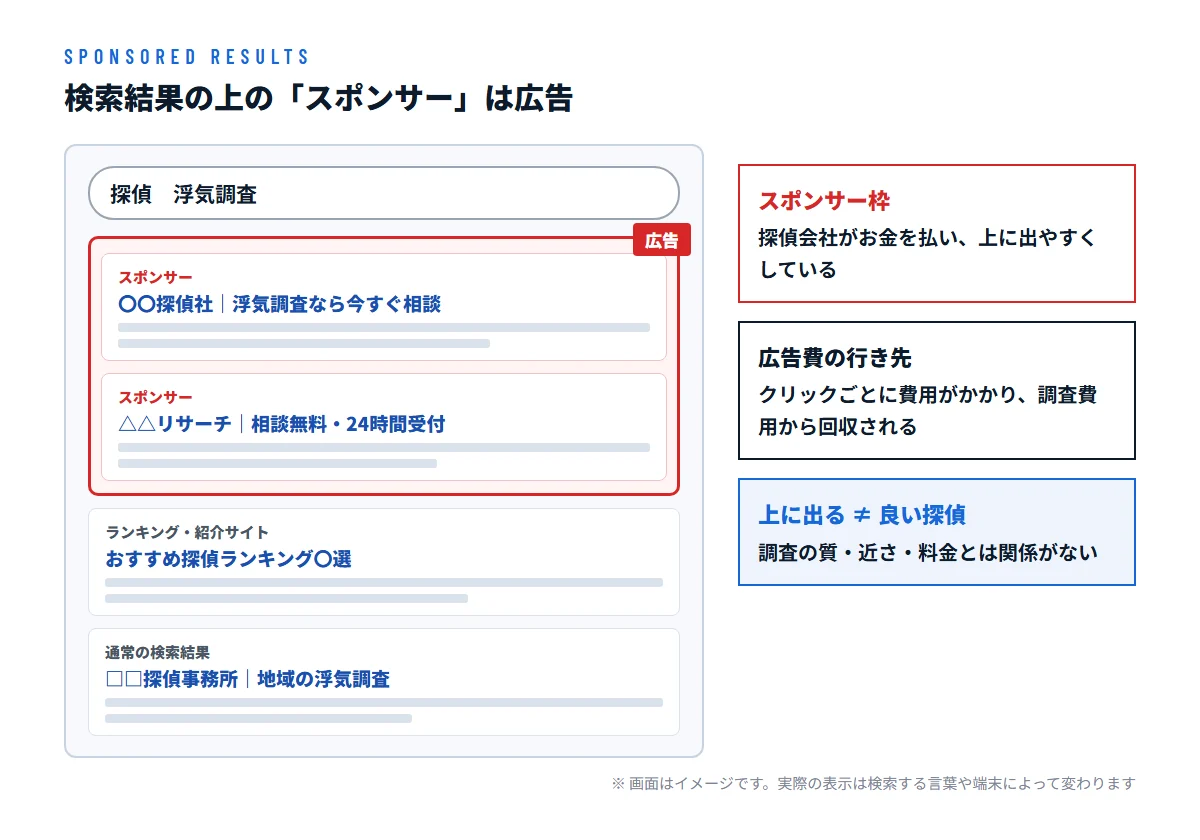 SPONSORED RESULTS
検索結果の上の「スポンサー」は広告
探偵　浮気調査
広告
スポンサー
〇〇探偵社｜浮気調査なら今すぐ相談
スポンサー
△△リサーチ｜相談無料・24時間受付
ランキング・紹介サイト
おすすめ探偵ランキング〇選
通常の検索結果
□□探偵事務所｜地域の浮気調査
スポンサー枠
探偵会社がお金を払い、上に出やすく
している
広告費の行き先
クリックごとに費用がかかり、調査費
用から回収される
上に出る ≠ 良い探偵
調査の質・近さ・料金とは関係がない
※ 画面はイメージです。実際の表示は検索する言葉や端末によって変わります